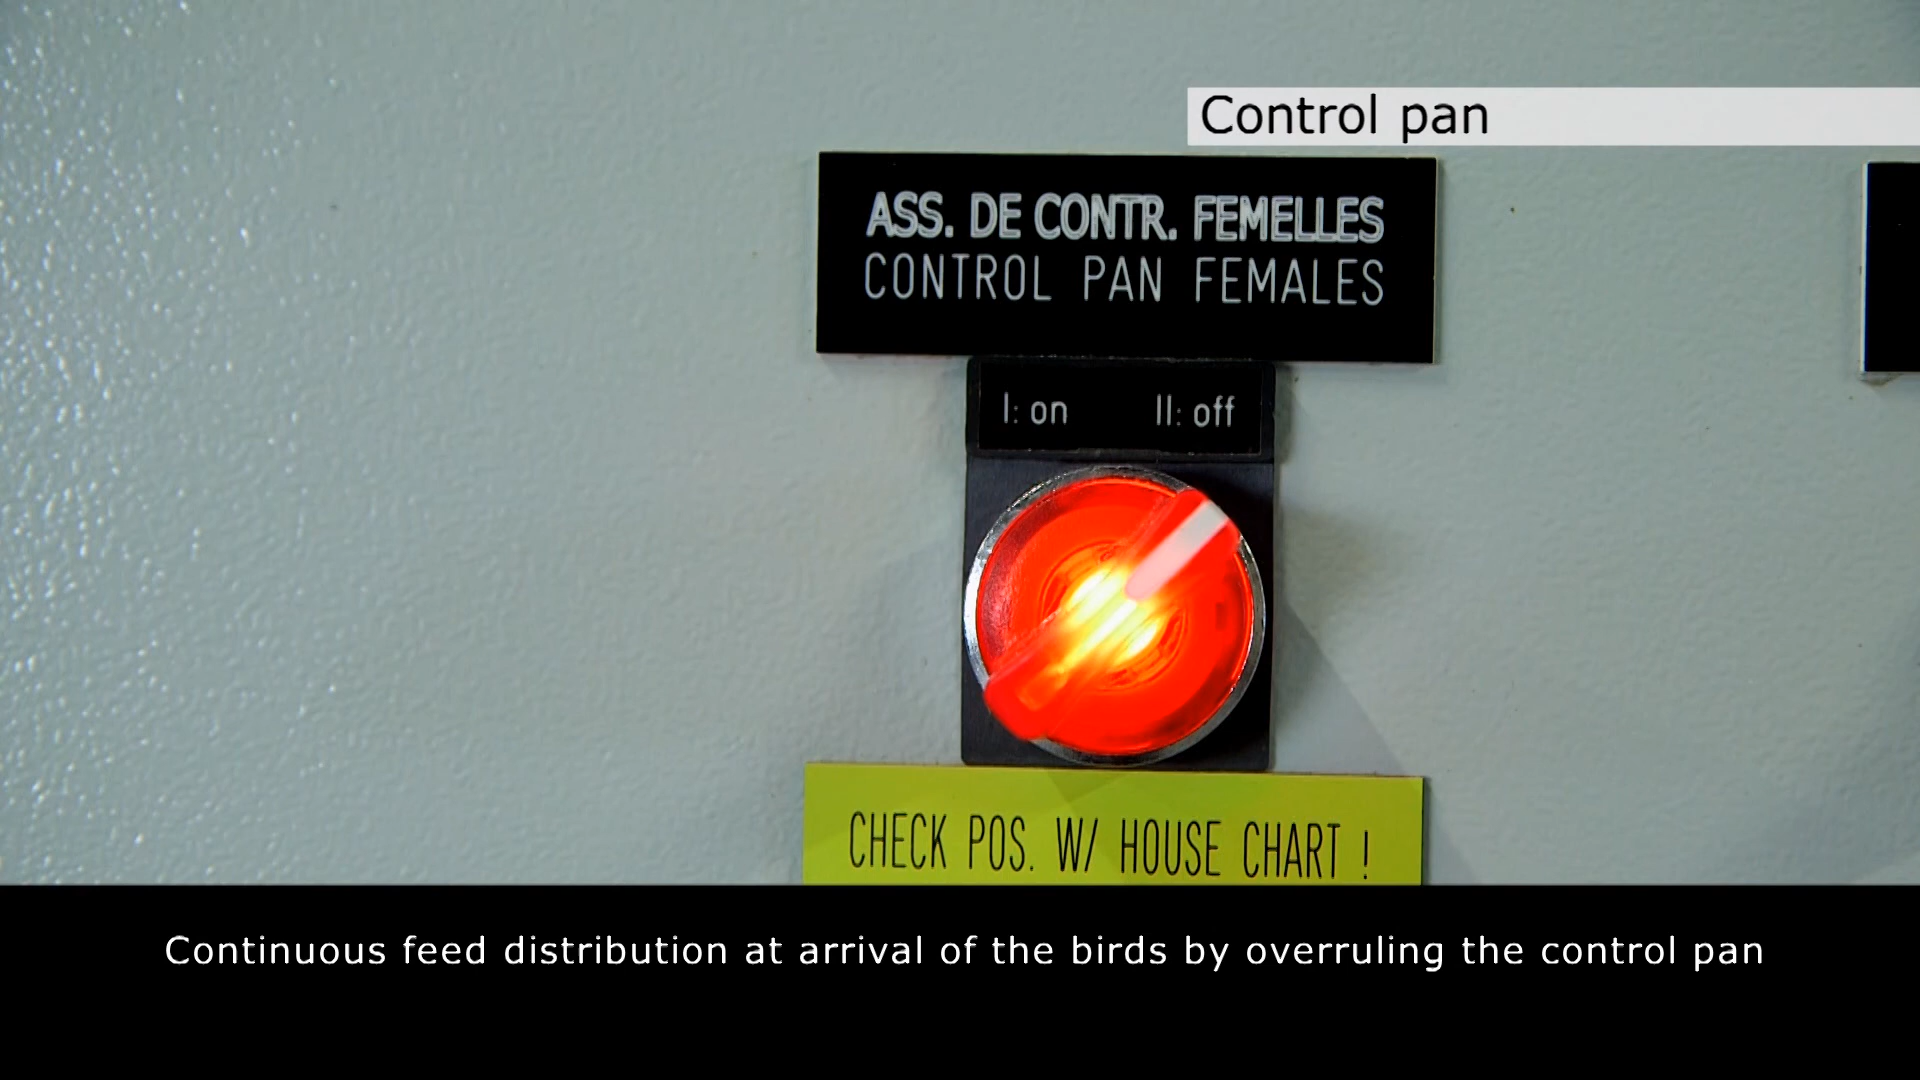 Control pan
ASS. DE CONTR. FEMELLES
CONTROL PAN FEMALES
I: on II: off
CHECK POS. W/ HOUSE CHART !
Continuous feed distribution at arrival of the birds by overruling the control pan